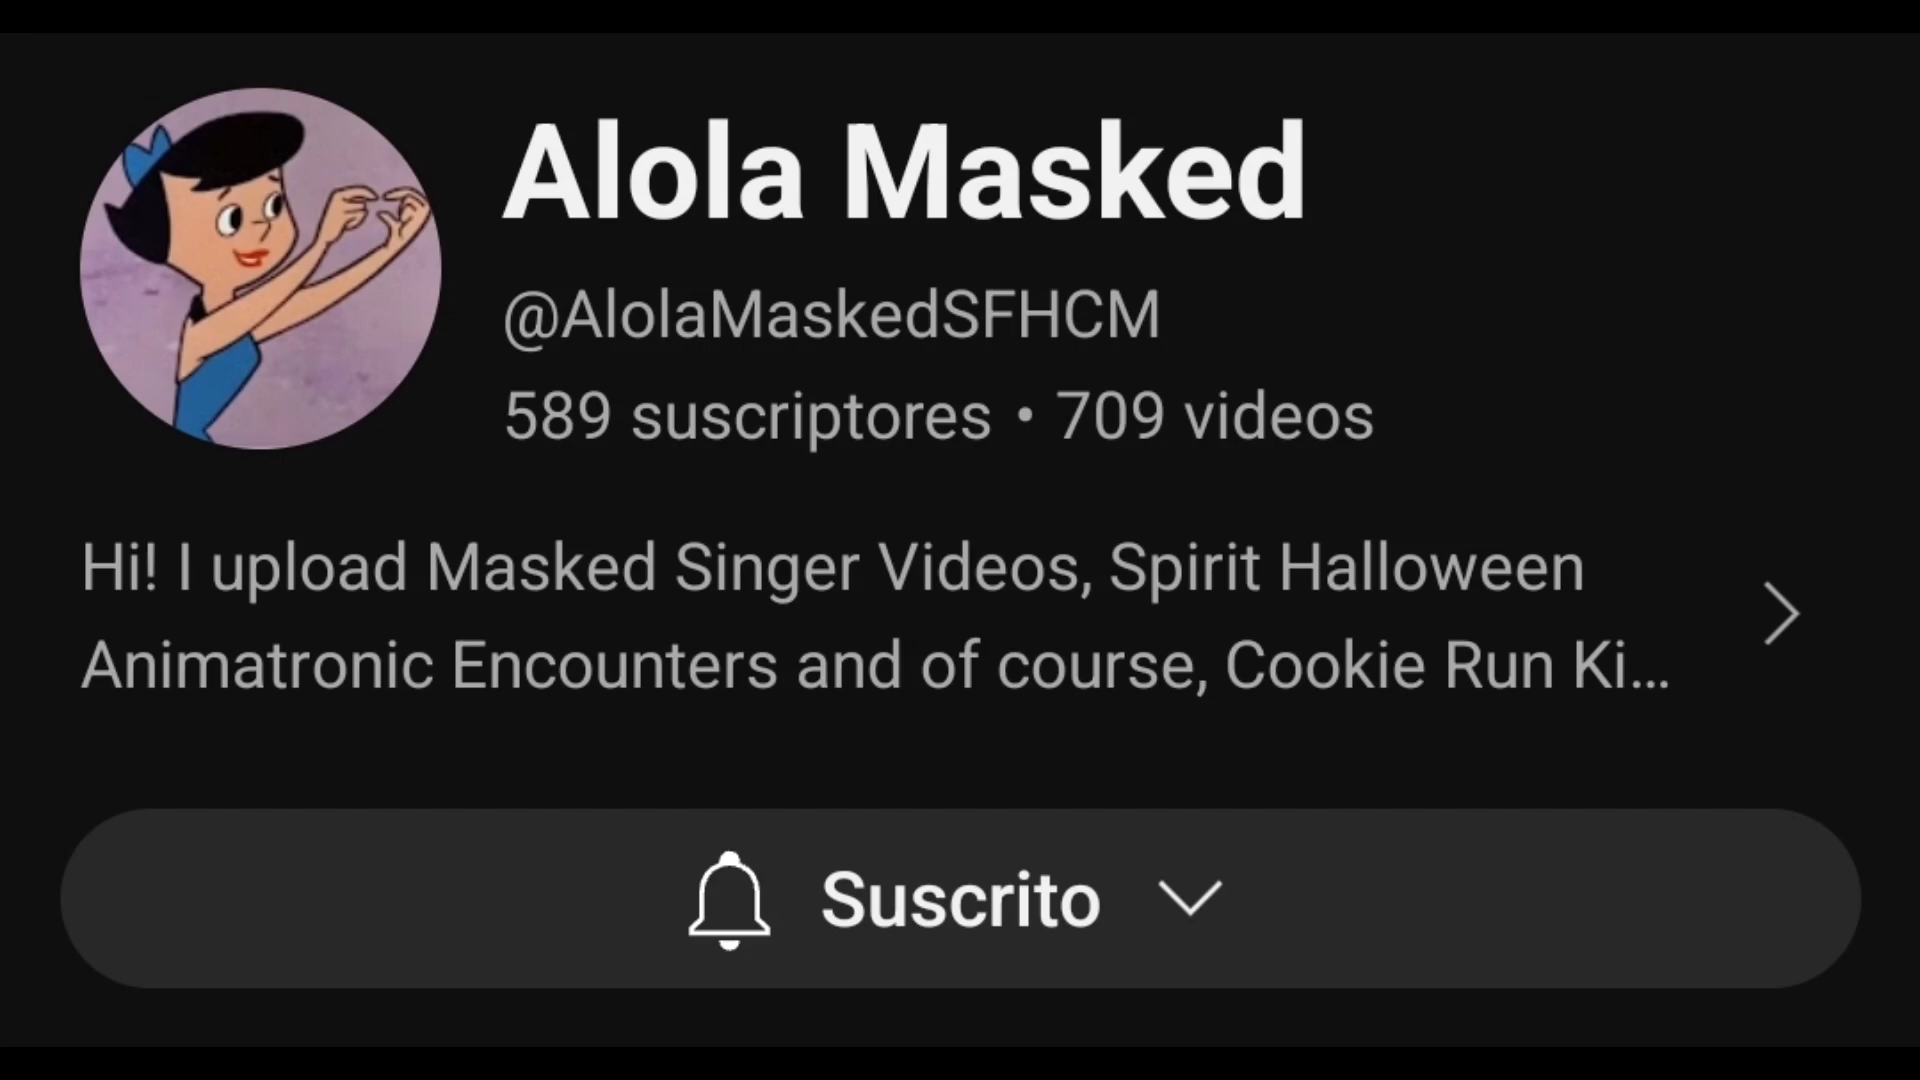 Alola Masked
@AlolaMaskedSFHCM
589 suscriptores • 709 videos
Hi! I upload Masked Singer Videos, Spirit Halloween
Animatronic Encounters and of course, Cookie Run Ki...
Suscrito